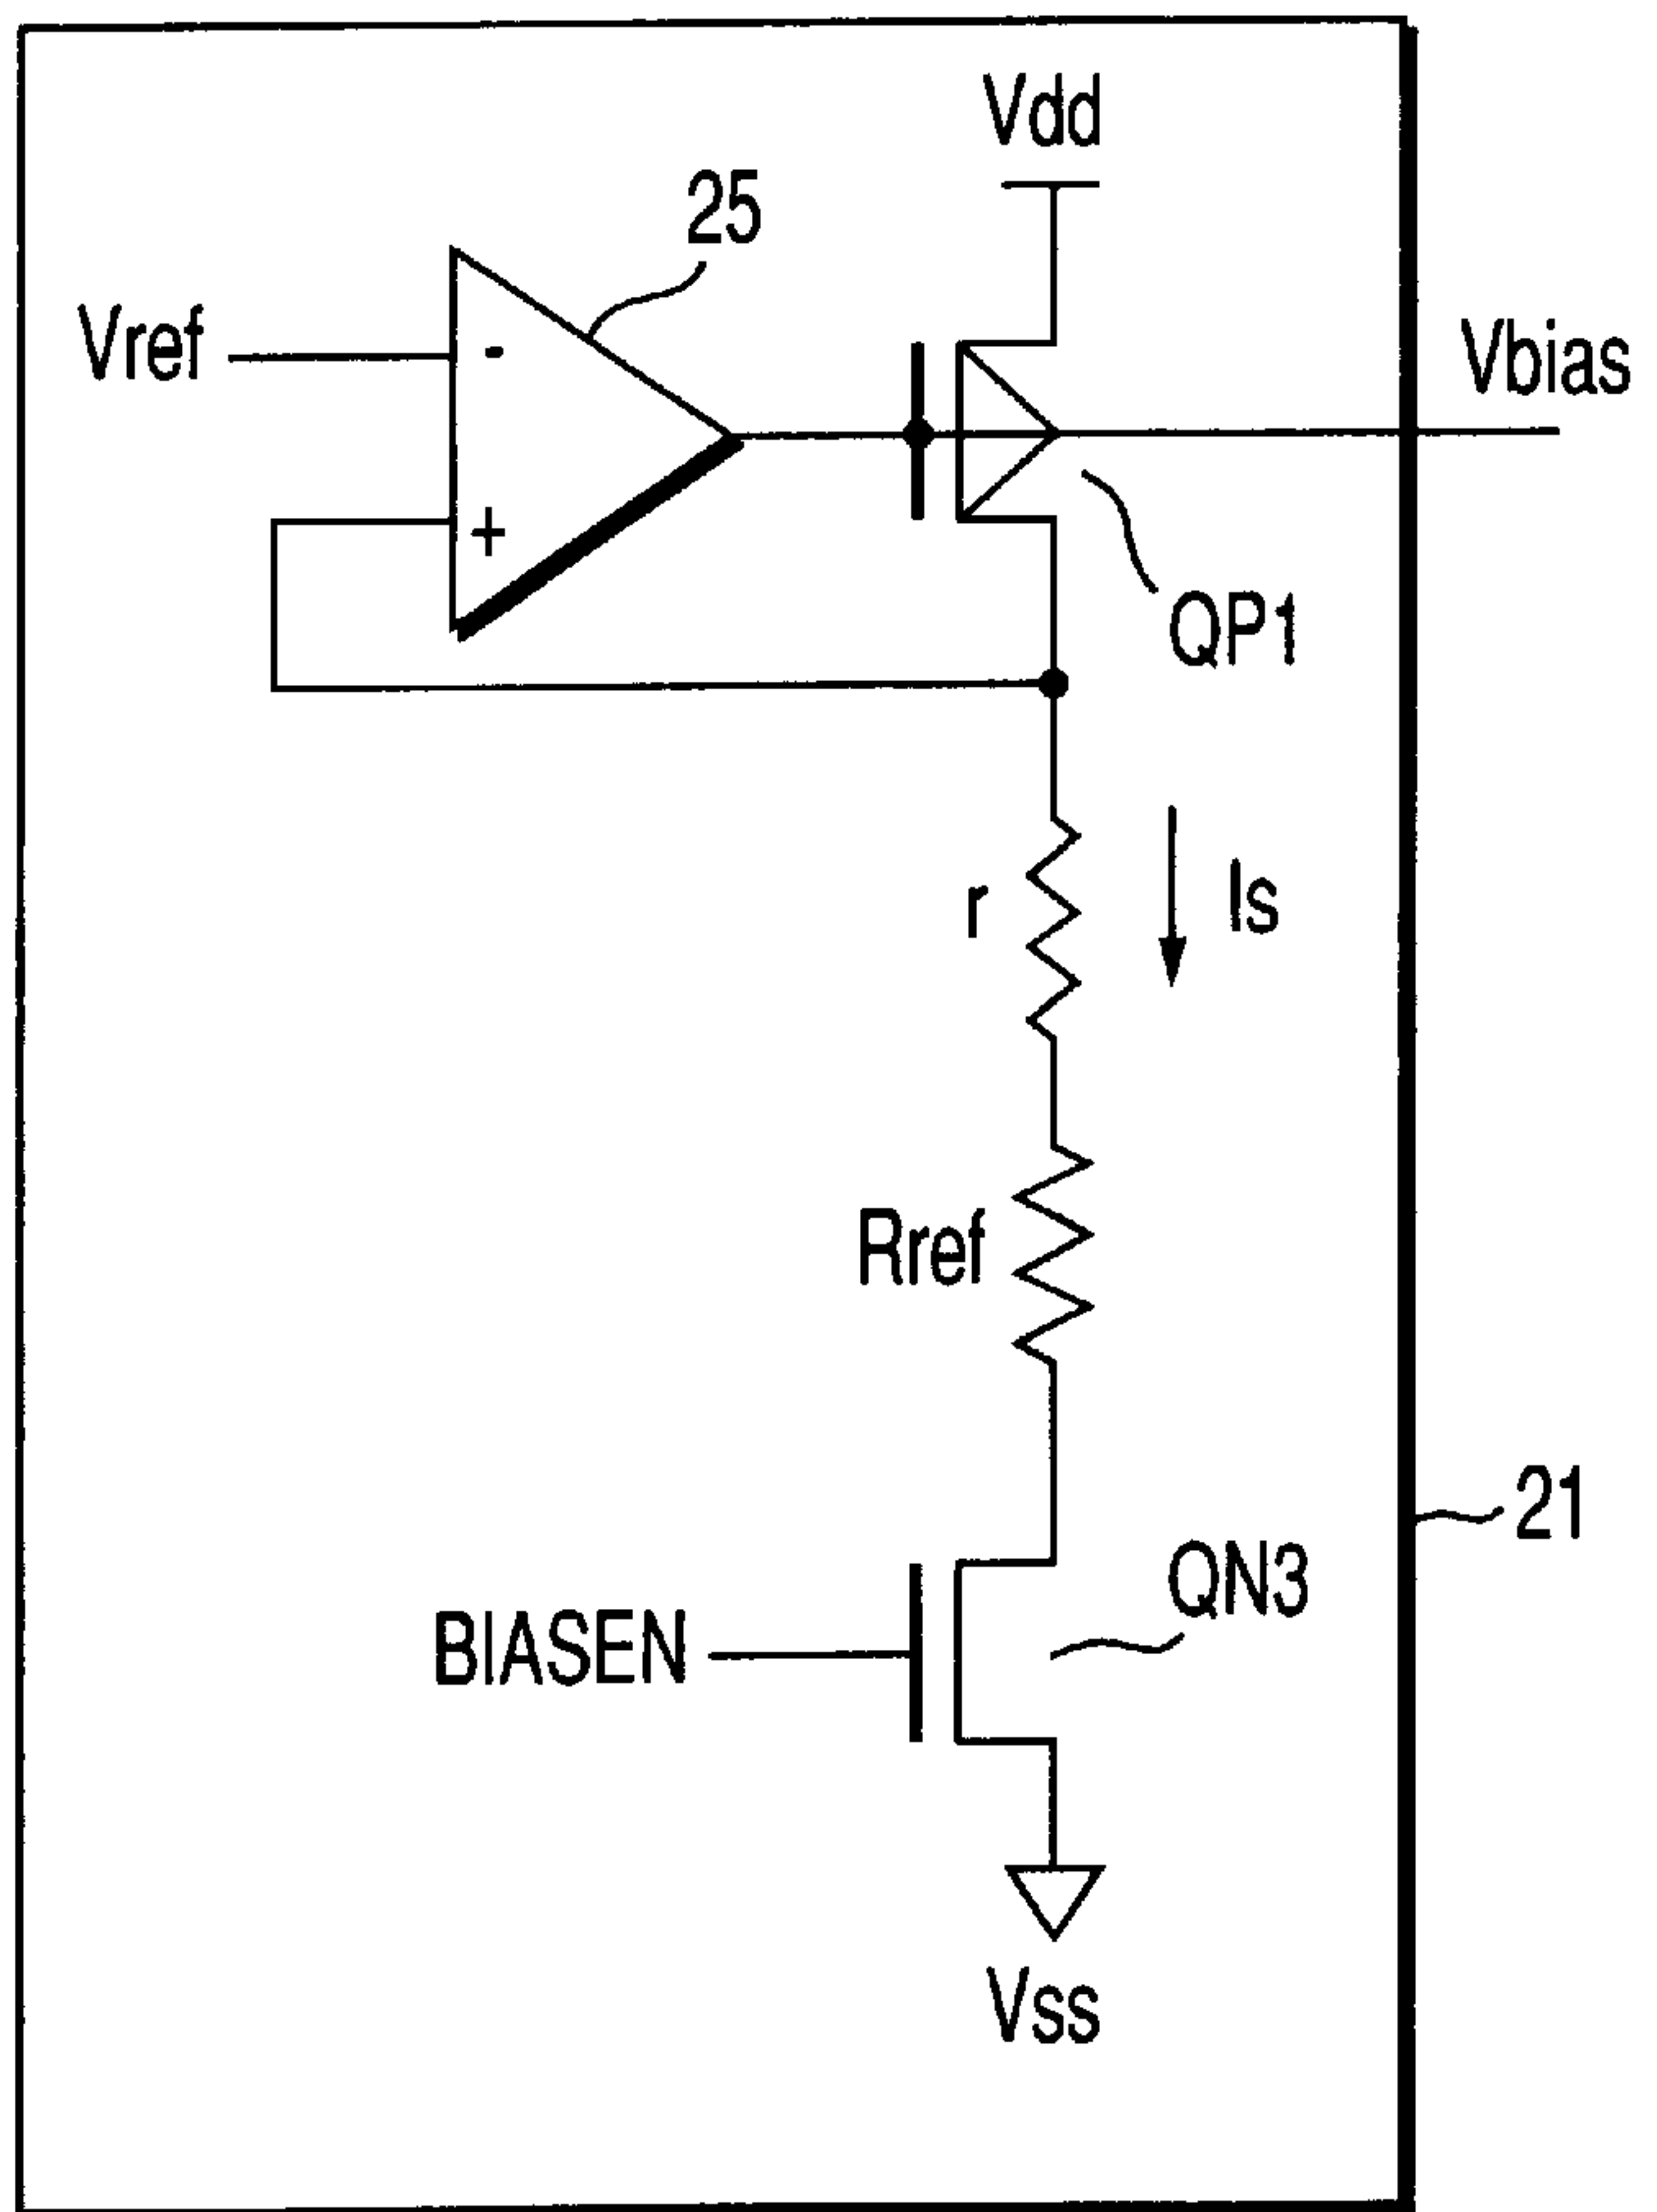 Vdd
25
Vref
-
Vbias
+
QP1
r
Is
Rref
21
QN3
BIASEN
Vss